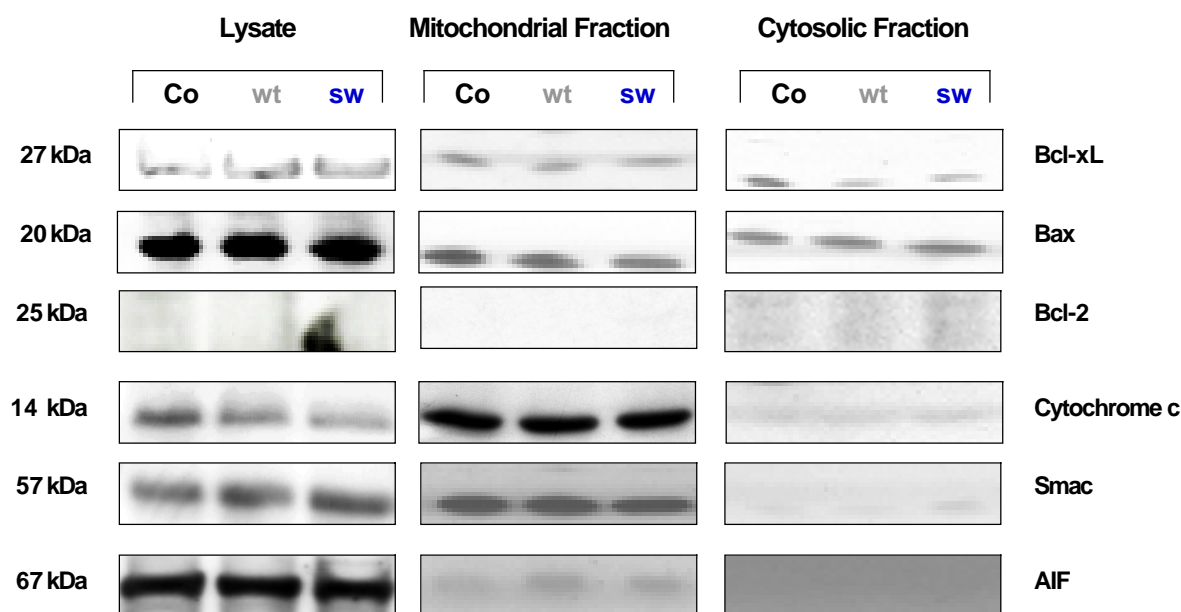 Lysate Mitochondrial Fraction Cytosolic Fraction
Co wt sw Co wt sw Co wt sw
27 kDa Bcl-xL
20 kDa Bax
25 kDa Bcl-2
14 kDa Cytochrome c
57 kDa Smac
67 kDa AIF